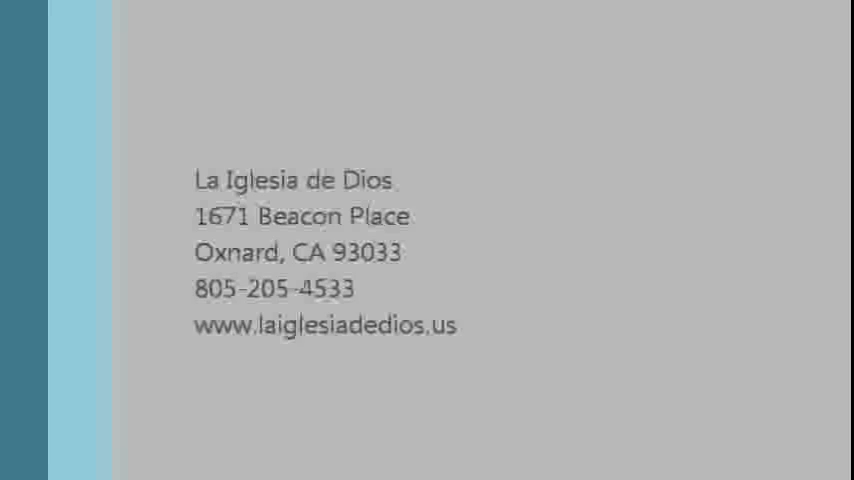 La Iglesia de Dios
1671 Beacon Place
Oxnard, CA 93033
805-205-4533
www.laiglesiadedios.us